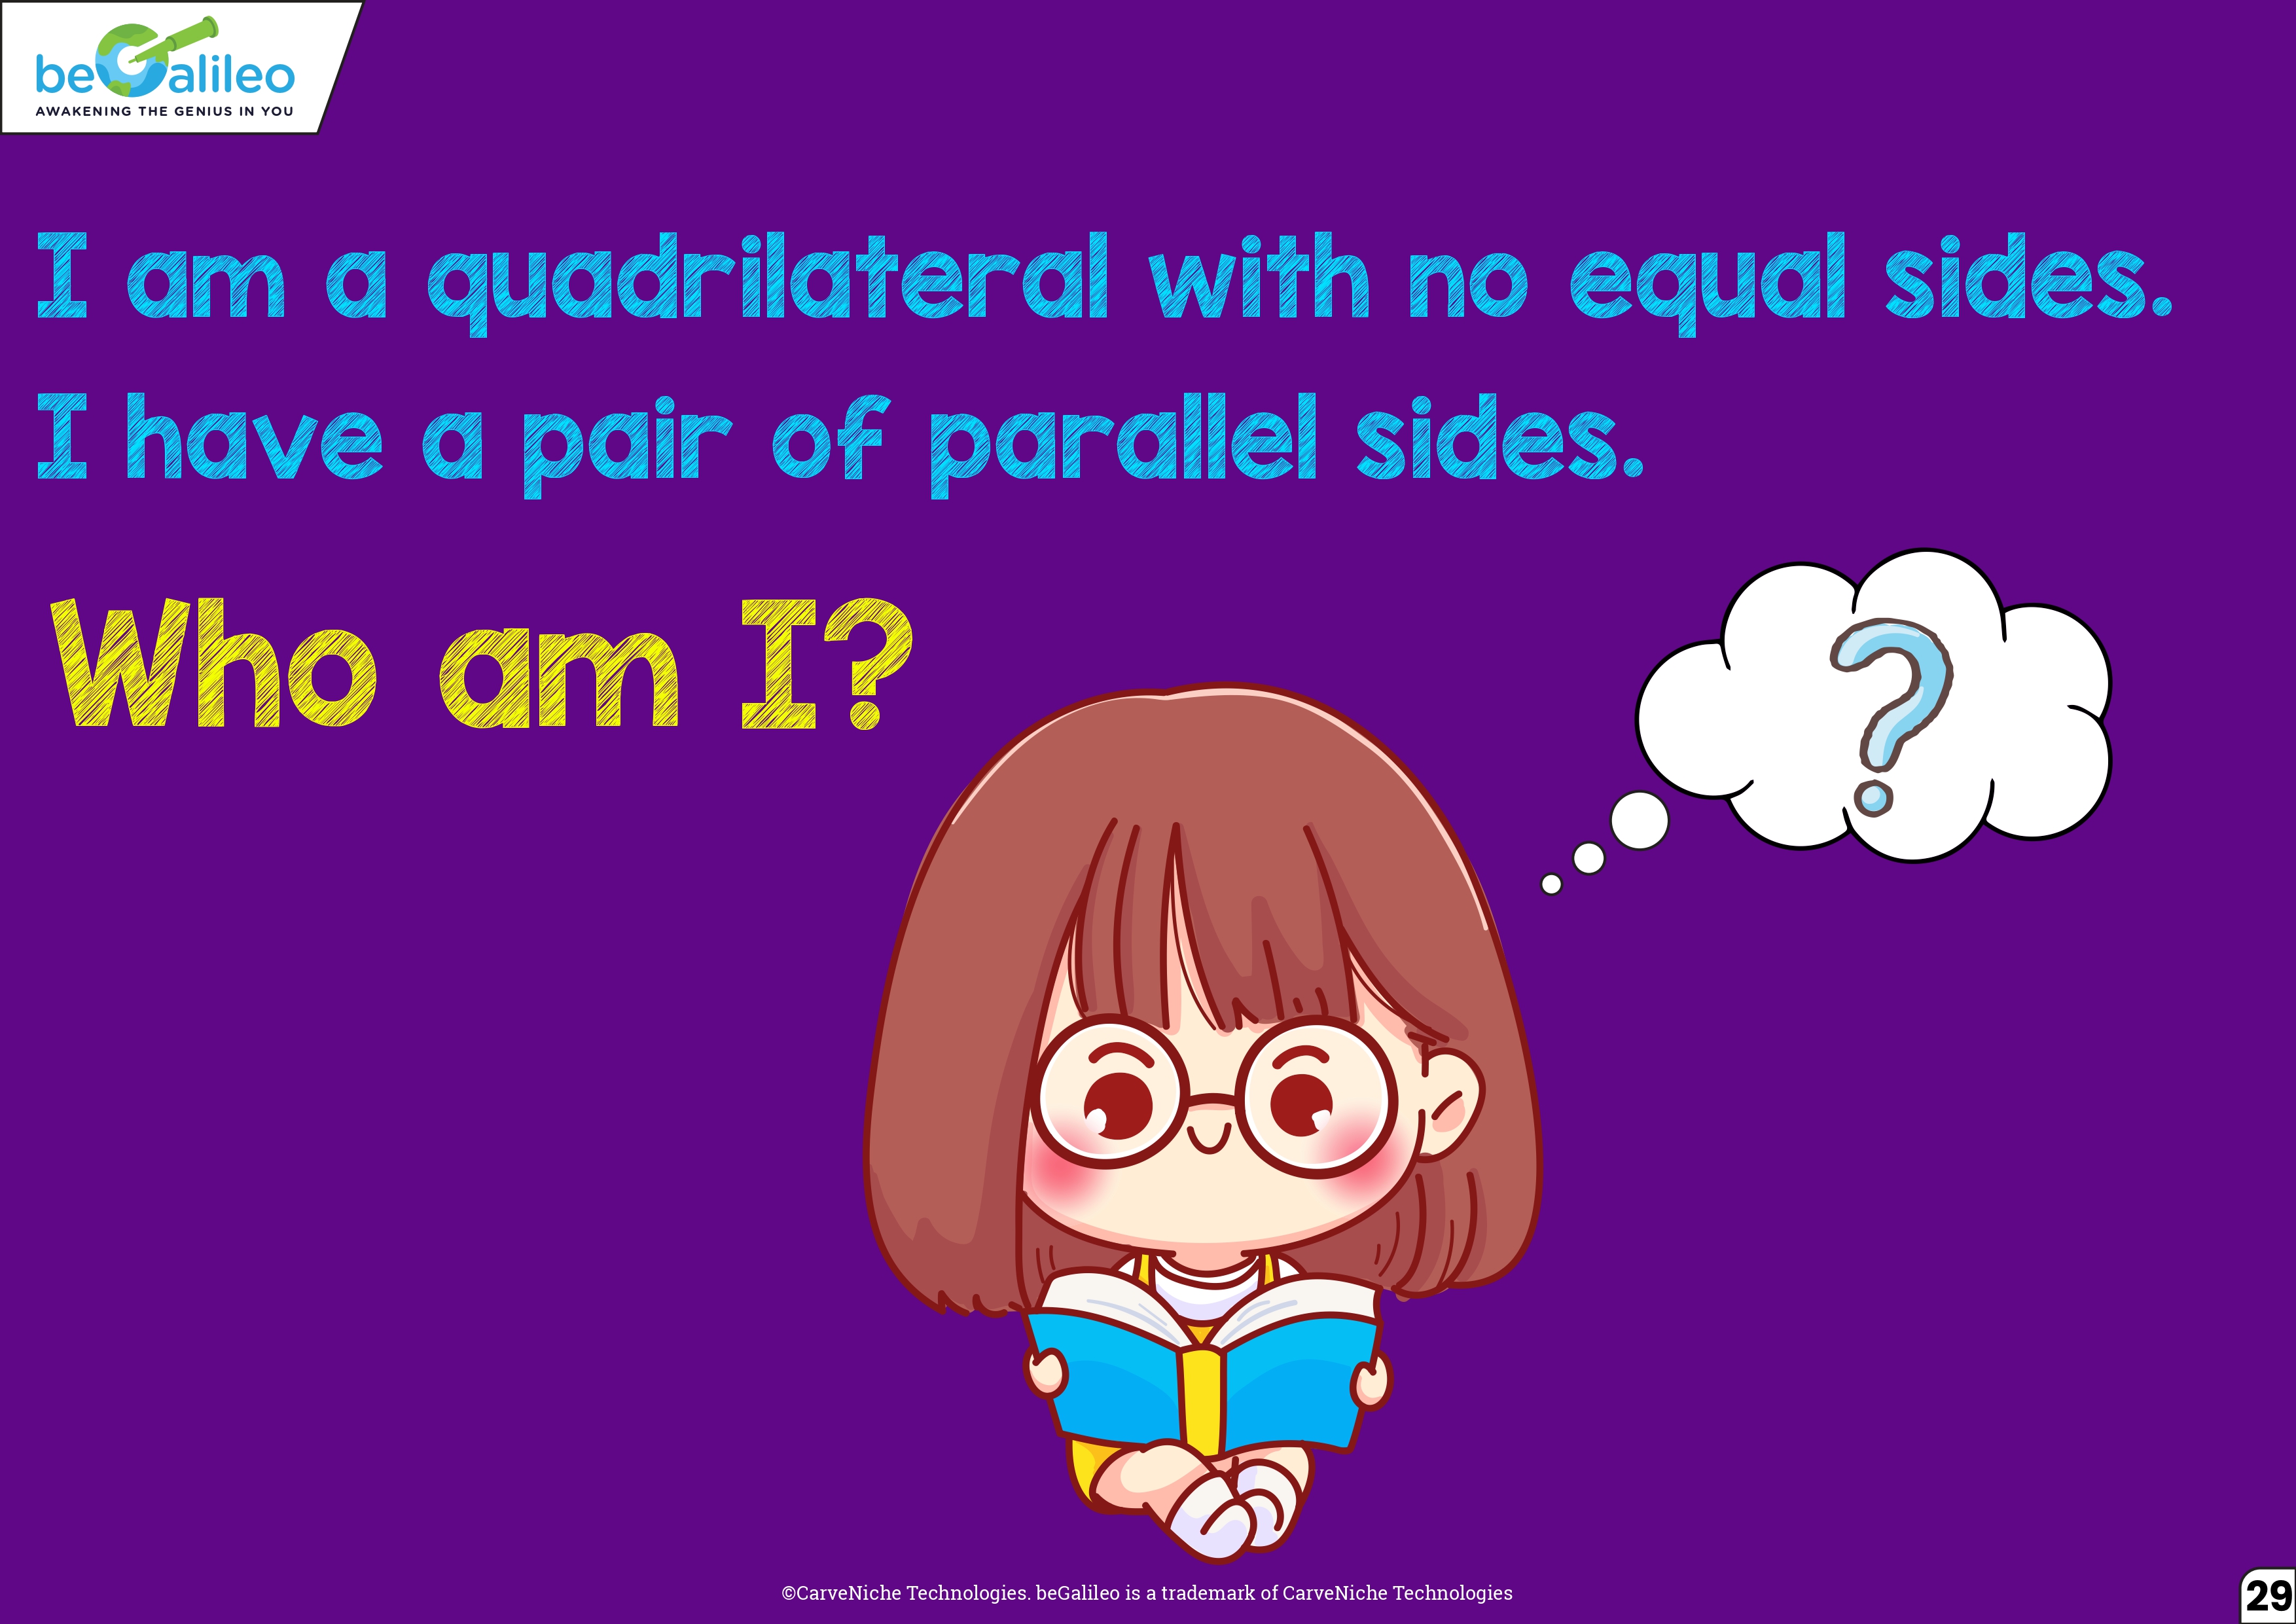 beGalileo
AWAKENING THE GENIUS IN YOU
I am a quadrilateral with no equal sides.
I have a pair of parallel sides.
Who am I?
?
©CarveNiche Technologies. beGalileo is a trademark of CarveNiche Technologies
29